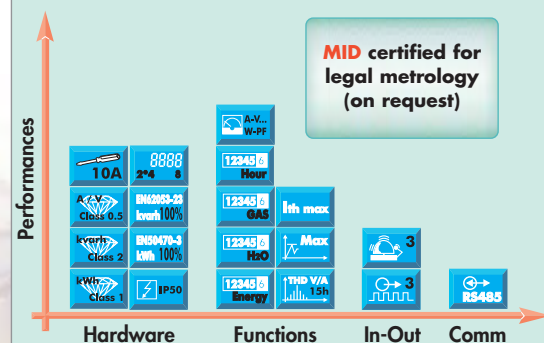 MID certified for
legal metrology
(on request)
Performances
A-V...
W-PF
10A
8888
2*4 8
12345 6
Hour
A / V
Class 0.5
EN62053-23
kvarh 100%
12345 6
GAS
Ith max
kvarh
Class 2
EN50470-3
kWh 100%
12345 6
H2O
Max
3
kWh
Class 1
IP50
12345 6
Energy
THD V/A
15h
3
RS485
Hardware Functions In-Out Comm